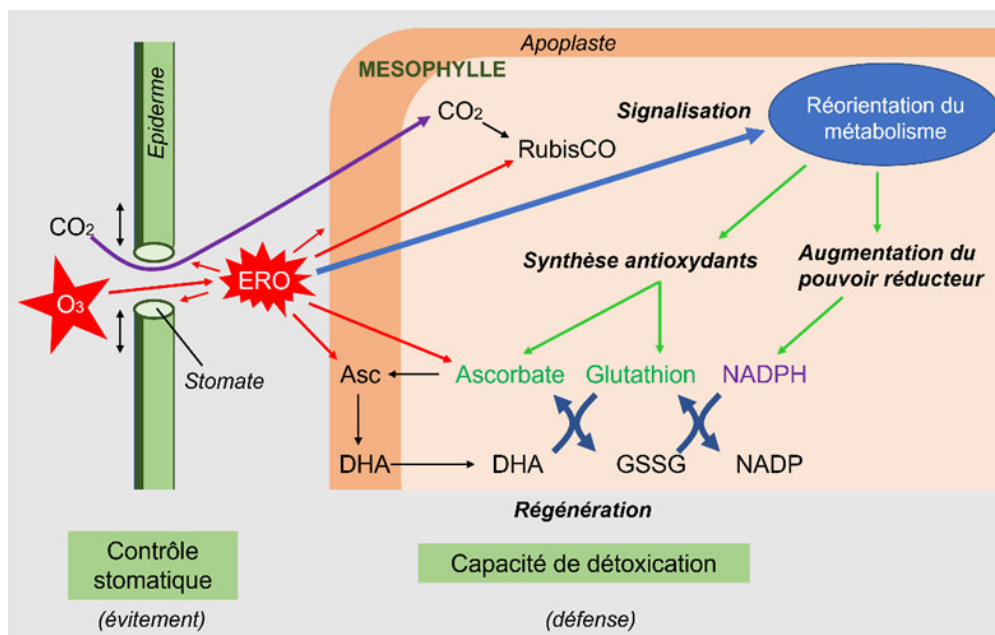 Apoplaste
MESOPHYLLE
Epiderme
CO2
Signalisation
Réorientation du
métabolisme
RubisCO
CO2
ERO
O3
Synthèse antioxydants
Augmentation du
pouvoir réducteur
Stomate
Asc
Ascorbate
Glutathion
NADPH
DHA
DHA
GSSG
NADP
Régénération
Contrôle
stomatique
(évitement)
Capacité de détoxication
(défense)